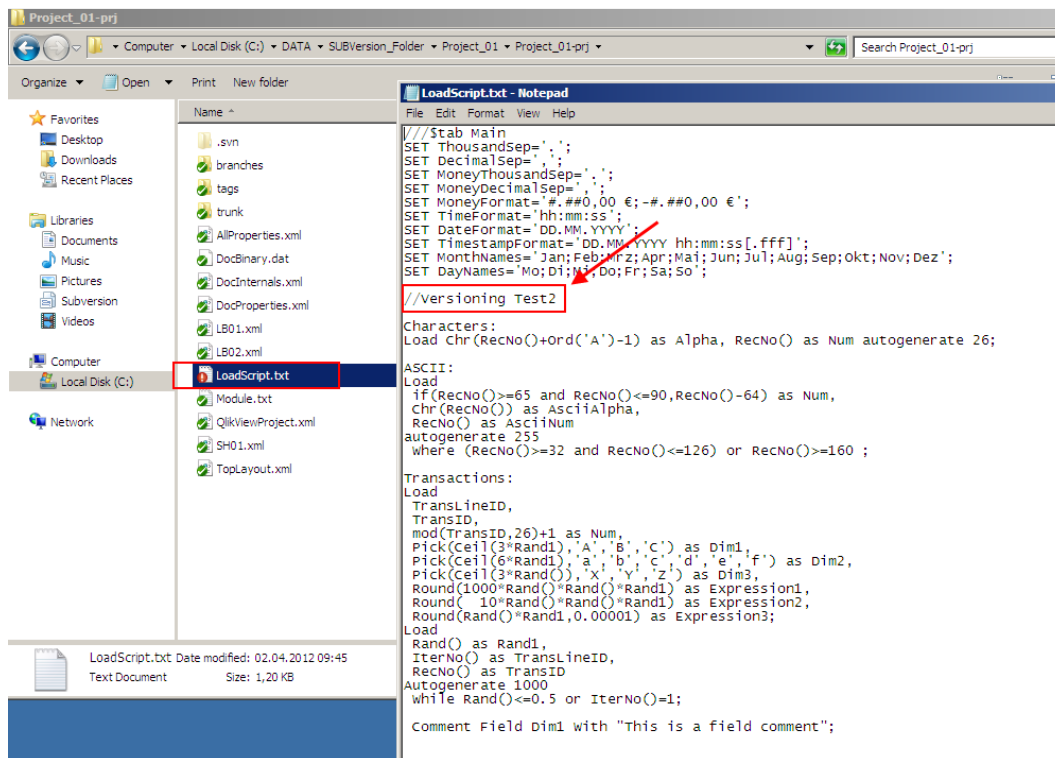 Project_01-prj
Computer ▾ Local Disk (C:) ▾ DATA ▾ SUBVersion_Folder ▾ Project_01 ▾ Project_01-prj ▾
Search Project_01-prj
Organize ▾ Open ▾ Print New folder
Favorites
Desktop
Downloads
Recent Places
Libraries
Documents
Music
Pictures
Subversion
Videos
Computer
Local Disk (C:)
Network
Name
.svn
branches
tags
trunk
AllProperties.xml
DocBinary.dat
DocInternals.xml
DocProperties.xml
LB01.xml
LB02.xml
LoadScript.txt
Module.txt
QlikViewProject.xml
SH01.xml
TopLayout.xml
LoadScript.txt Date modified: 02.04.2012 09:45
Text Document Size: 1,20 KB
LoadScript.txt - Notepad
File Edit Format View Help
///$tab Main
SET ThousandSep='.';
SET DecimalSep=',';
SET MoneyThousandSep='.';
SET MoneyDecimalSep=',';
SET MoneyFormat='#.##0,00 €;-#.##0,00 €';
SET TimeFormat='hh:mm:ss';
SET DateFormat='DD.MM.YYYY';
SET TimestampFormat='DD.MM.YYYY hh:mm:ss[.fff]';
SET MonthNames='Jan;Feb;Mrz;Apr;Mai;Jun;Jul;Aug;Sep;Okt;Nov;Dez';
SET DayNames='Mo;Di;Mi;Do;Fr;Sa;So';
//Versioning Test2
Characters:
Load Chr(RecNo()+Ord('A')-1) as Alpha, RecNo() as Num autogenerate 26;
ASCII:
Load
if(RecNo()>=65 and RecNo()<=90,RecNo()-64) as Num,
Chr(RecNo()) as AsciiAlpha,
RecNo() as AsciiNum
autogenerate 255
where (RecNo()>=32 and RecNo()<=126) or RecNo()>=160 ;
Transactions:
Load
TransLineID,
TransID,
mod(TransID,26)+1 as Num,
Pick(Ceil(3*Rand1),'A','B','C') as Dim1,
Pick(Ceil(6*Rand1),'a','b','c','d','e','f') as Dim2,
Pick(Ceil(3*Rand()),'X','Y','Z') as Dim3,
Round(1000*Rand()*Rand()*Rand1) as Expression1,
Round( 10*Rand()*Rand()*Rand1) as Expression2,
Round(Rand()*Rand1,0.00001) as Expression3;
Load
Rand() as Rand1,
IterNo() as TransLineID,
RecNo() as TransID
Autogenerate 1000
while Rand()<=0.5 or IterNo()=1;
Comment Field Dim1 with "This is a field comment";